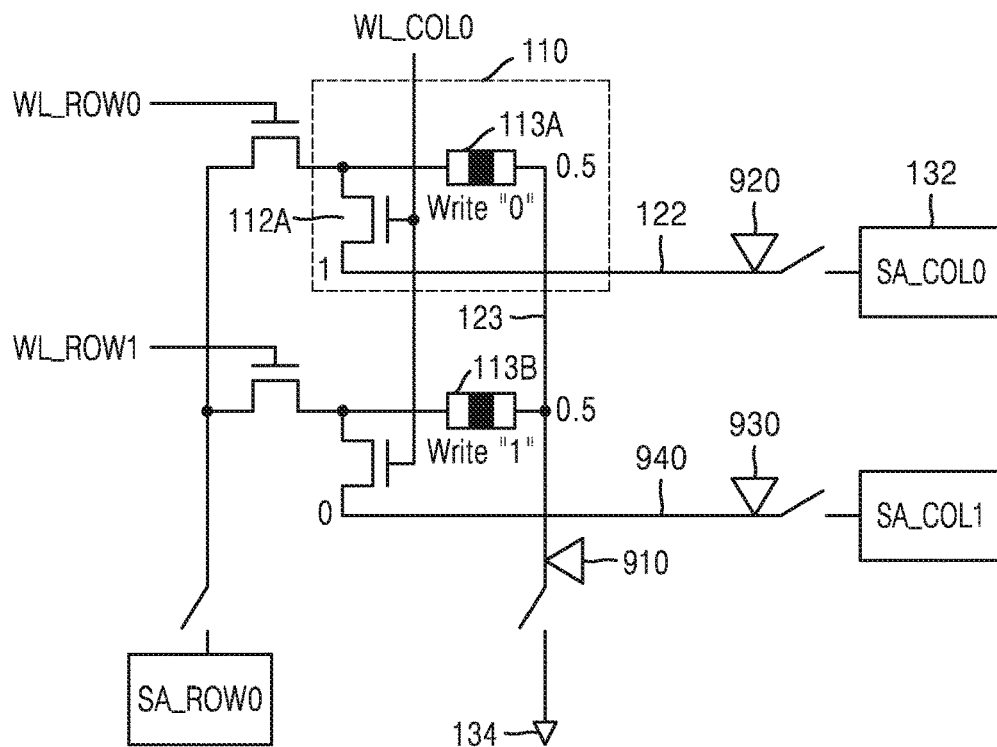 WL_COL0
110
WL_ROW0
113A
0.5
920
132
112A
Write "0"
122
1
SA_COL0
123
WL_ROW1
113B
0.5
930
Write "1"
940
0
SA_COL1
910
SA_ROW0
134